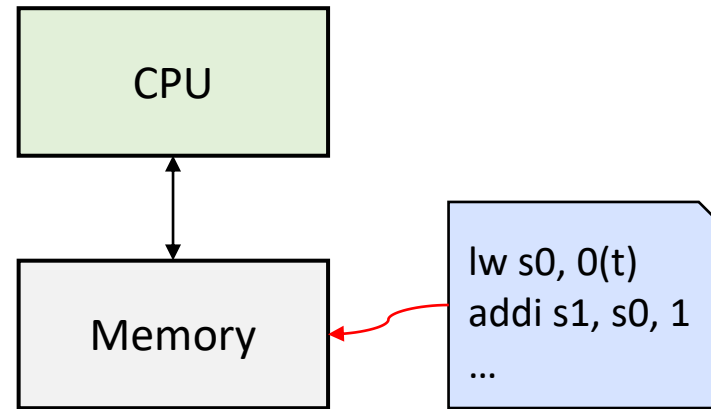 CPU
Memory
lw s0, 0(t)
addi s1, s0, 1
…